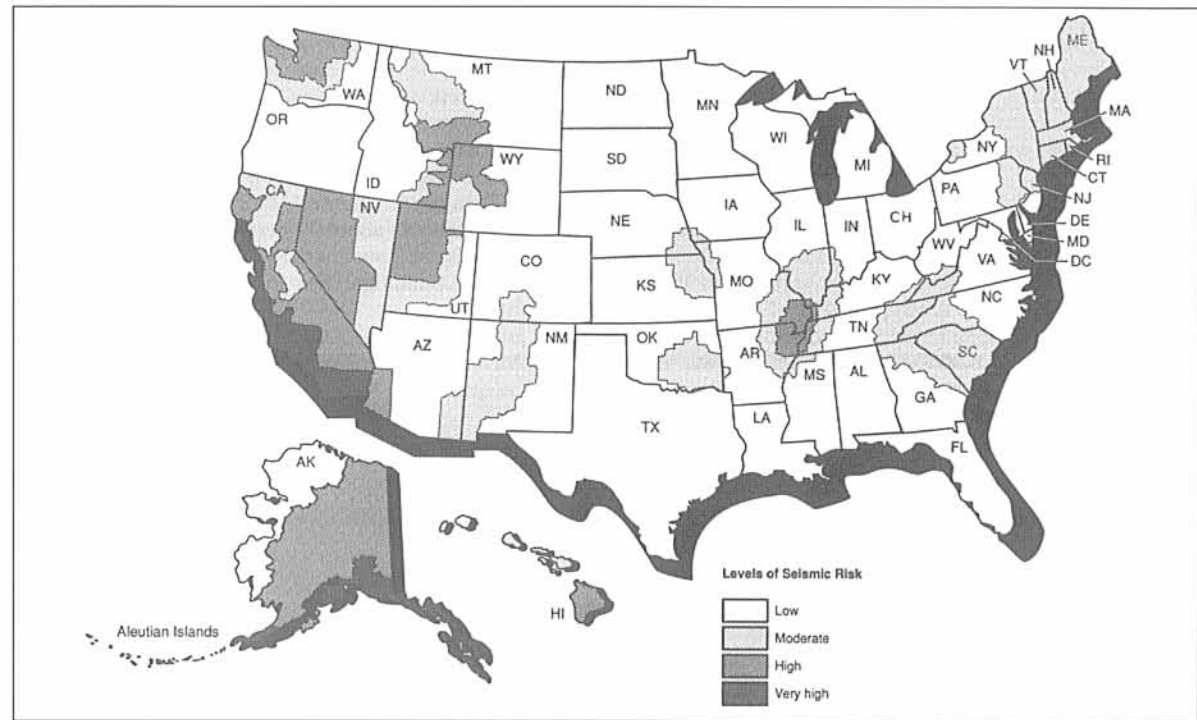 NH
ME
VT
MT
ND
MN
WA
MA
OR
WI
NY
SD
MI
RI
WY
CT
ID
PA
CA
NJ
NV
IA
NE
DE
IL
IN
CH
MD
WV
CO
VA
DC
KS
MO
KY
UT
NC
TN
OK
NM
AZ
AR
SC
MS
AL
GA
LA
TX
FL
AK
Levels of Seismic Risk
Low
HI
Aleutian Islands
Moderate
High
Very high